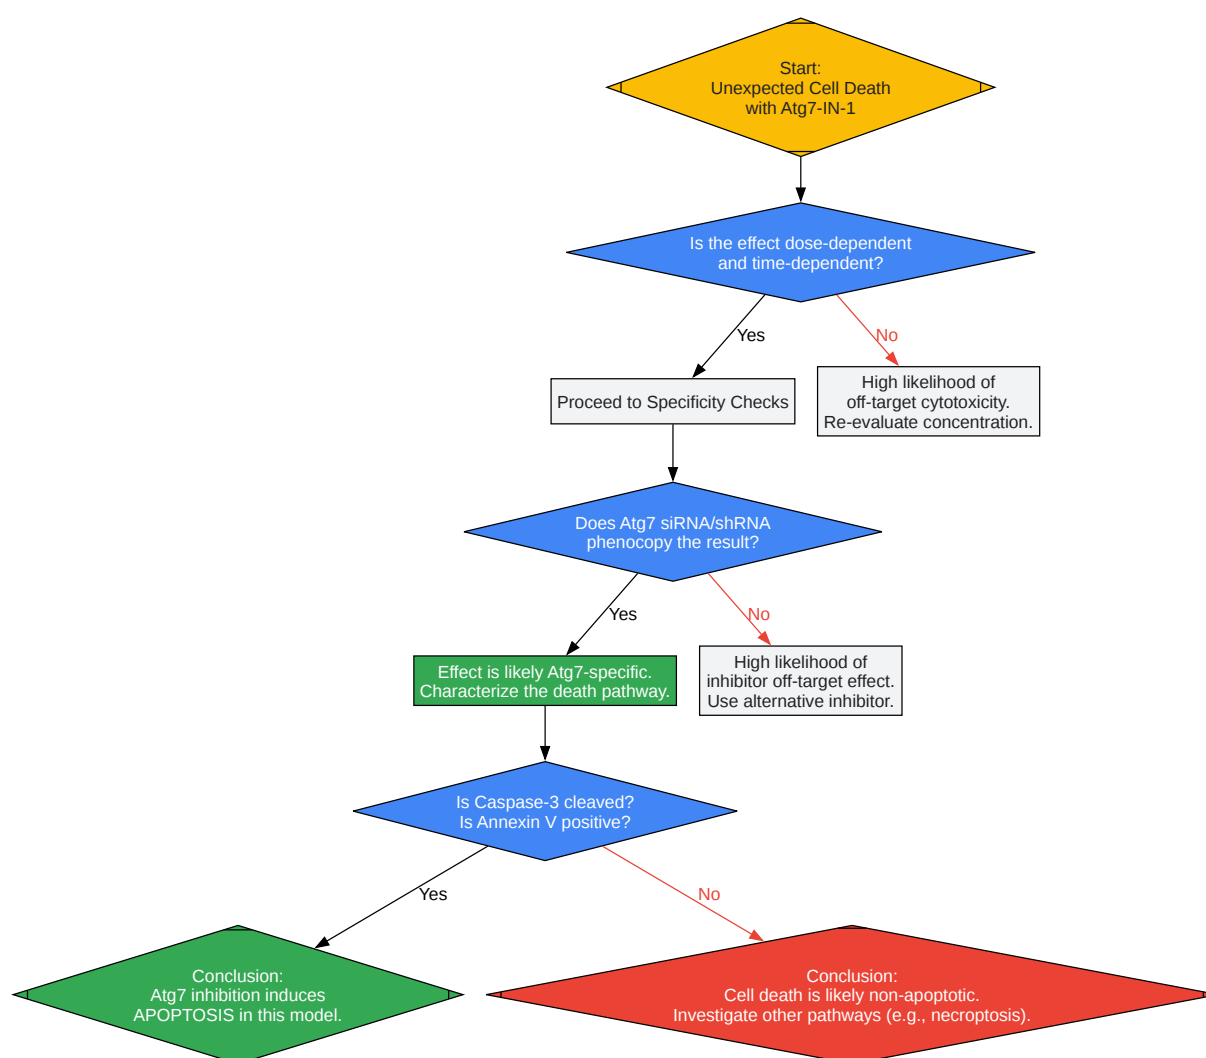 Start:
Unexpected Cell Death
with Atg7-IN-1
Is the effect dose-dependent
and time-dependent?
Yes
No
Proceed to Specificity Checks
High likelihood of
off-target cytotoxicity.
Re-evaluate concentration.
Does Atg7 siRNA/shRNA
phenocopy the result?
Yes
No
Effect is likely Atg7-specific.
Characterize the death pathway.
High likelihood of
inhibitor off-target effect.
Use alternative inhibitor.
Is Caspase-3 cleaved?
Is Annexin V positive?
Yes
No
Conclusion:
Atg7 inhibition induces
APOPTOSIS in this model.
Conclusion:
Cell death is likely non-apoptotic.
Investigate other pathways (e.g., necroptosis).